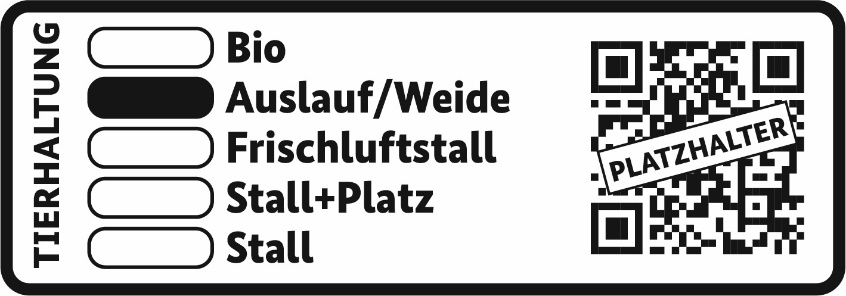 TIERHALTUNG
Bio
Auslauf/Weide
Frischluftstall
Stall+Platz
Stall
PLATZHALTER